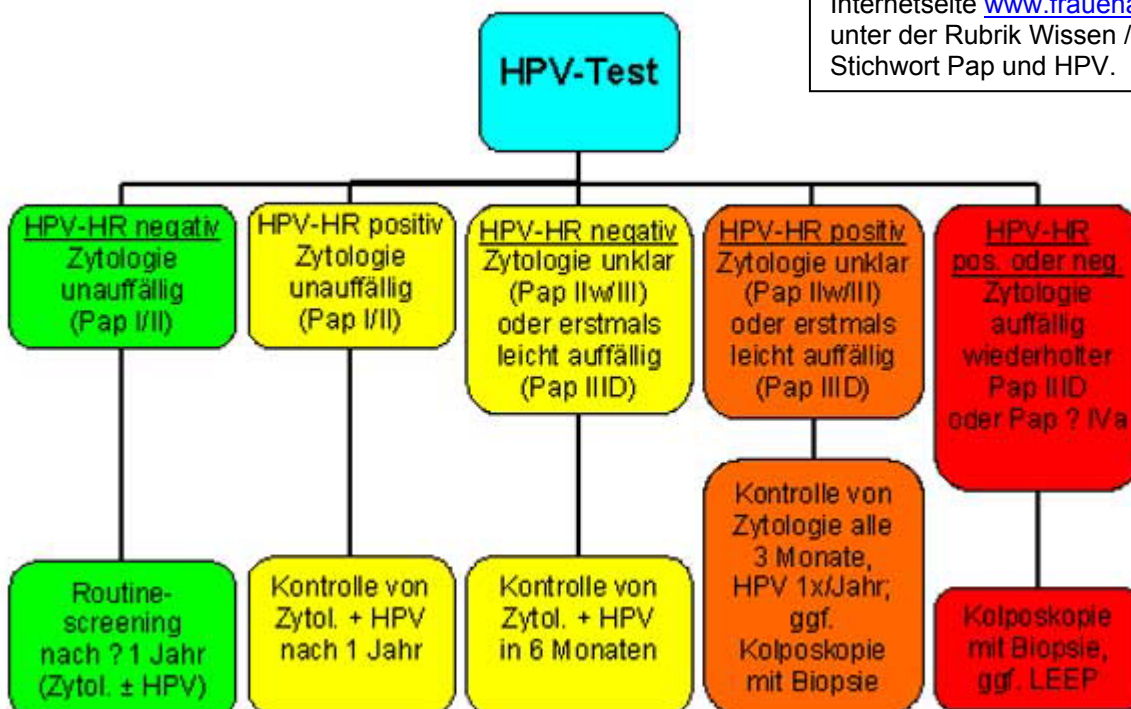 Internetseite www.frauena
unter der Rubrik Wissen /
Stichwort Pap und HPV.
HPV-Test
HPV-HR negativ
Zytologie
unauffällig
(Pap I/II)
HPV-HR positiv
Zytologie
unauffällig
(Pap I/II)
HPV-HR negativ
Zytologie unklar
(Pap IIw/III)
oder erstmals
leicht auffällig
(Pap IIID)
HPV-HR positiv
Zytologie unklar
(Pap IIw/III)
oder erstmals
leicht auffällig
(Pap IIID)
HPV-HR
pos. oder neg.
Zytologie
auffällig
wiederholter
Pap IIID
oder Pap ? IVa
Routine-
screening
nach ? 1 Jahr
(Zytol. ± HPV)
Kontrolle von
Zytol. + HPV
nach 1 Jahr
Kontrolle von
Zytol. + HPV
in 6 Monaten
Kontrolle von
Zytologie alle
3 Monate,
HPV 1x/Jahr;
ggf.
Kolposkopie
mit Biopsie
Kolposkopie
mit Biopsie,
ggf. LEEP